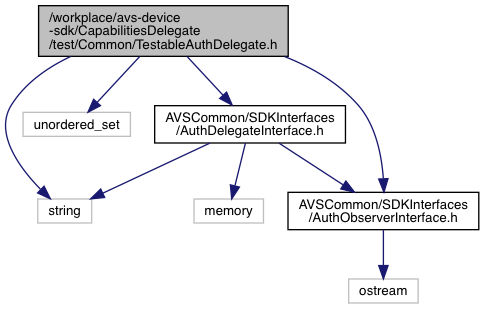 /workplace/avs-device
-sdk/CapabilitiesDelegate
/test/Common/TestableAuthDelegate.h
unordered_set
AVSCommon/SDKInterfaces
/AuthDelegateInterface.h
string
memory
AVSCommon/SDKInterfaces
/AuthObserverInterface.h
ostream